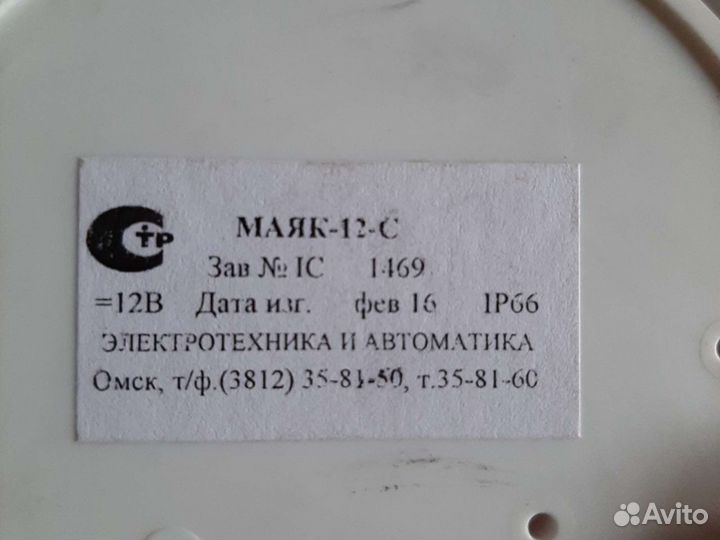 МАЯК-12-С
стр
Зав № IC 1469
=12В Дата изг. фев 16 IP66
ЭЛЕКТРОТЕХНИКА И АВТОМАТИКА
Омск, т/ф.(3812) 35-81-50, т.35-81-60
Avito